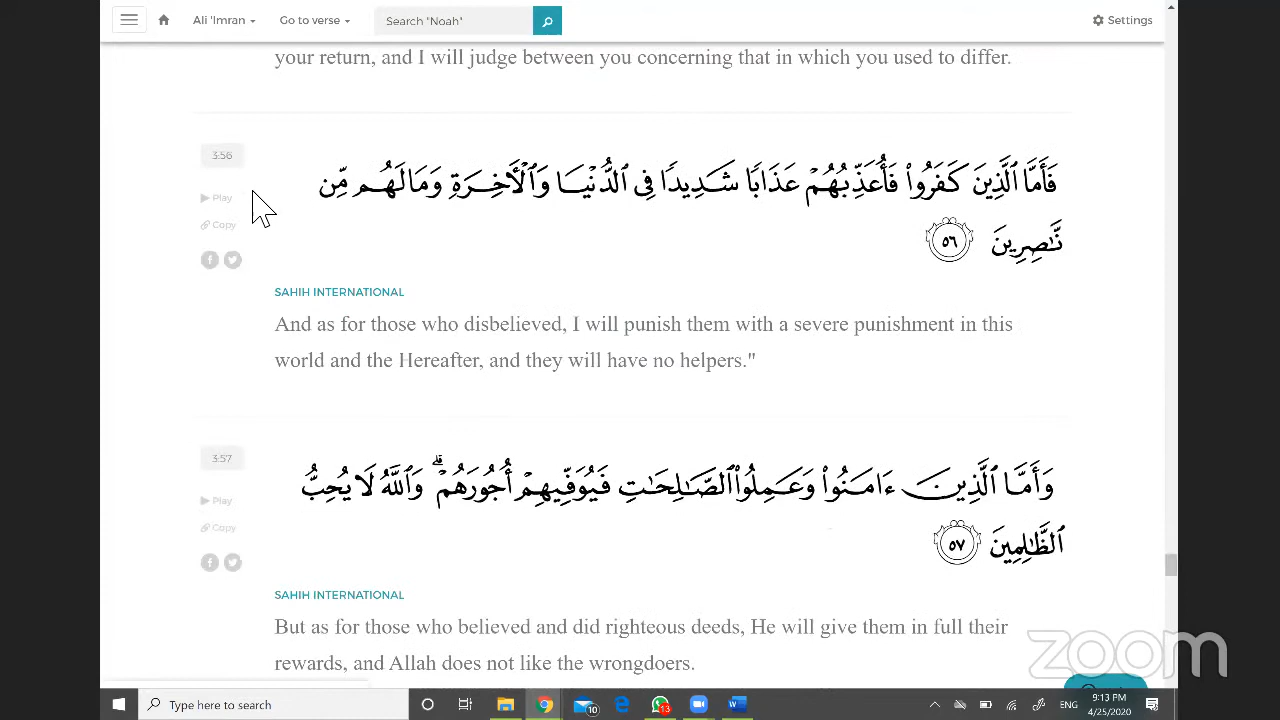 Ali 'Imran
Go to verse
Search "Noah"
Settings
your return, and I will judge between you concerning that in which you used to differ.
3:56
فَأَمَّا ٱلَّذِينَ كَفَرُوا۟ فَأُعَذِّبُهُمْ عَذَابًا شَدِيدًا فِى ٱلدُّنْيَا وَٱلْـَٔاخِرَةِ وَمَا لَهُم مِّن
Play
Copy
نَّـٰصِرِينَ ٥٦
SAHIH INTERNATIONAL
And as for those who disbelieved, I will punish them with a severe punishment in this
world and the Hereafter, and they will have no helpers."
3:57
وَأَمَّا ٱلَّذِينَ ءَامَنُوا۟ وَعَمِلُوا۟ ٱلصَّـٰلِحَـٰتِ فَيُوَفِّيهِمْ أُجُورَهُمْ ۗ وَٱللَّهُ لَا يُحِبُّ
Play
Copy
ٱلظَّـٰلِمِينَ ٥٧
SAHIH INTERNATIONAL
But as for those who believed and did righteous deeds, He will give them in full their
rewards, and Allah does not like the wrongdoers.
zoom
Type here to search
10
13
ENG
9:13 PM
4/25/2020